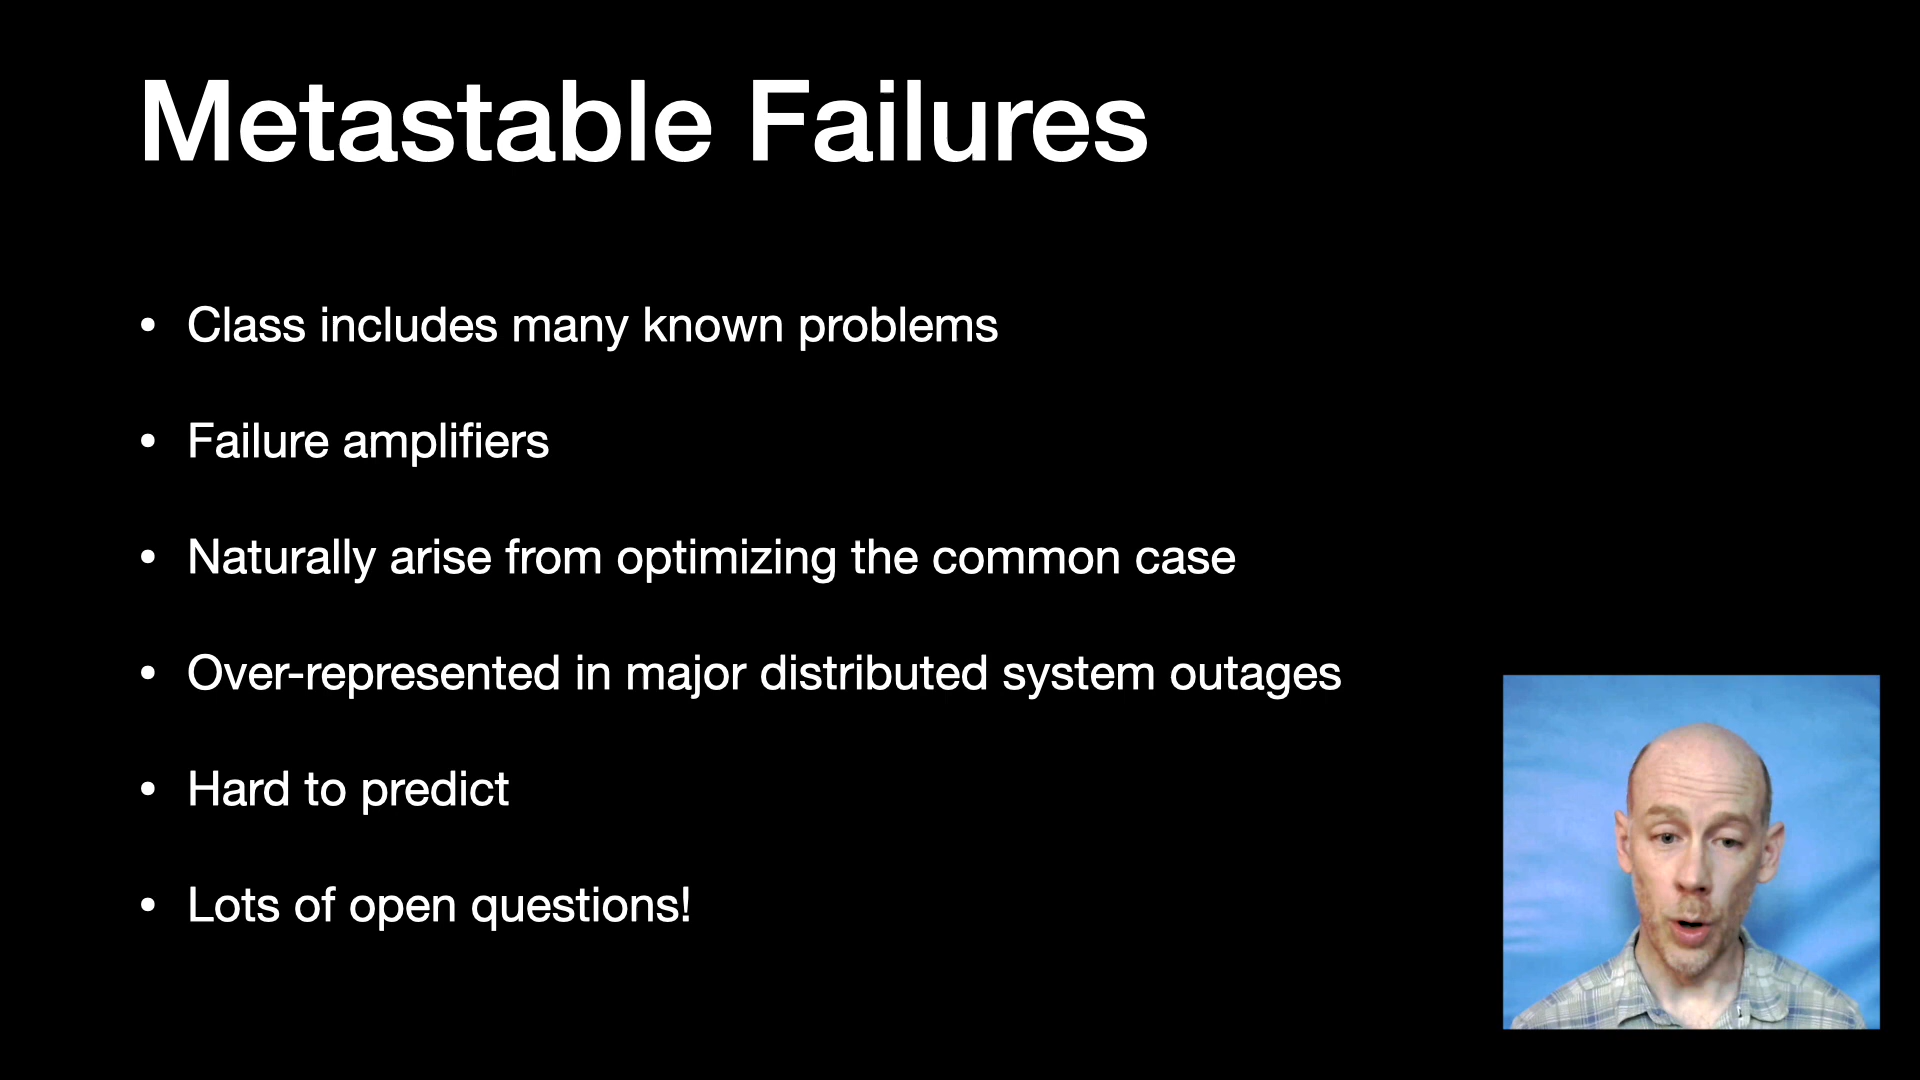 Metastable Failures
• Class includes many known problems
• Failure amplifiers
• Naturally arise from optimizing the common case
• Over-represented in major distributed system outages
• Hard to predict
• Lots of open questions!